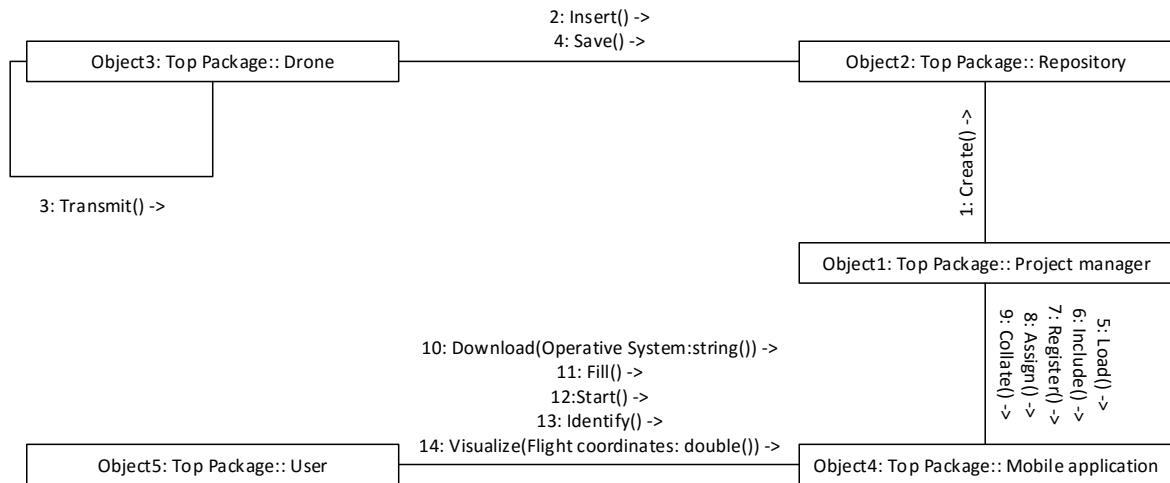 2: Insert() ->
4: Save() ->
Object3: Top Package:: Drone
Object2: Top Package:: Repository
3: Transmit() ->
1: Create() ->
Object1: Top Package:: Project manager
5: Load() ->
6: Include() ->
7: Register() ->
8: Assign() ->
9: Collate() ->
10: Download(Operative System:string()) ->
11: Fill() ->
12:Start() ->
13: Identify() ->
14: Visualize(Flight coordinates: double()) ->
Object5: Top Package:: User
Object4: Top Package:: Mobile application